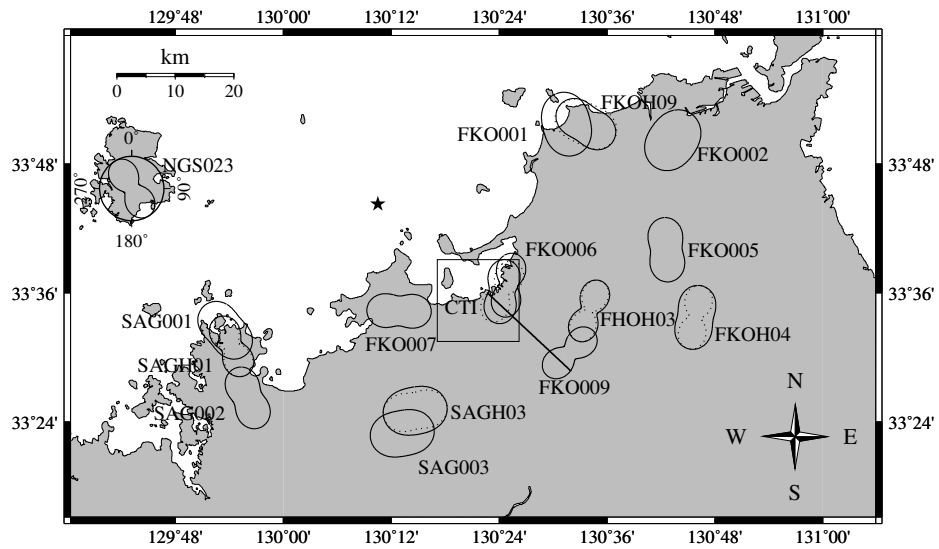 129°48' 130°00' 130°12' 130°24' 130°36' 130°48' 131°00'
km
0 10 20
FKOH09
FKO001
FKO002
33°48' 33°48'
0°
NGS023
270° 90°
180°
FKO006
FKO005
33°36' 33°36'
CTI
SAG001
FHOH03
FKOH04
FKO007
SAGH01
FKO009
SAG002
SAGH03
33°24' 33°24'
SAG003
N
W E
S
129°48' 130°00' 130°12' 130°24' 130°36' 130°48' 131°00'